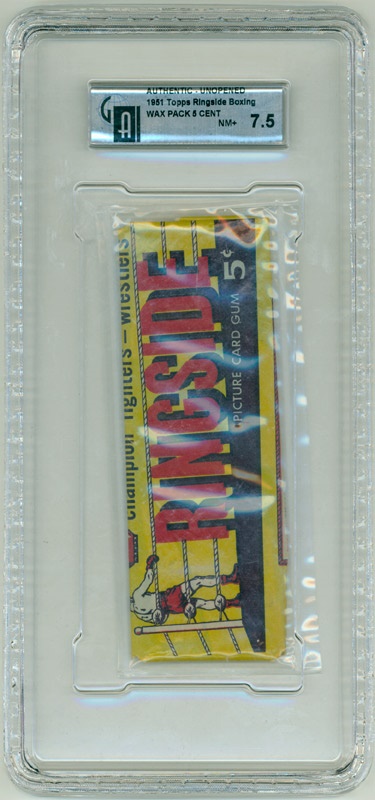 AUTHENTIC - UNOPENED
1951 Topps Ringside Boxing
WAX PACK 5 CENT
NM+ 7.5
GA
champion fighters - wrestlers
RINGSIDE
PICTURE CARD GUM 5¢